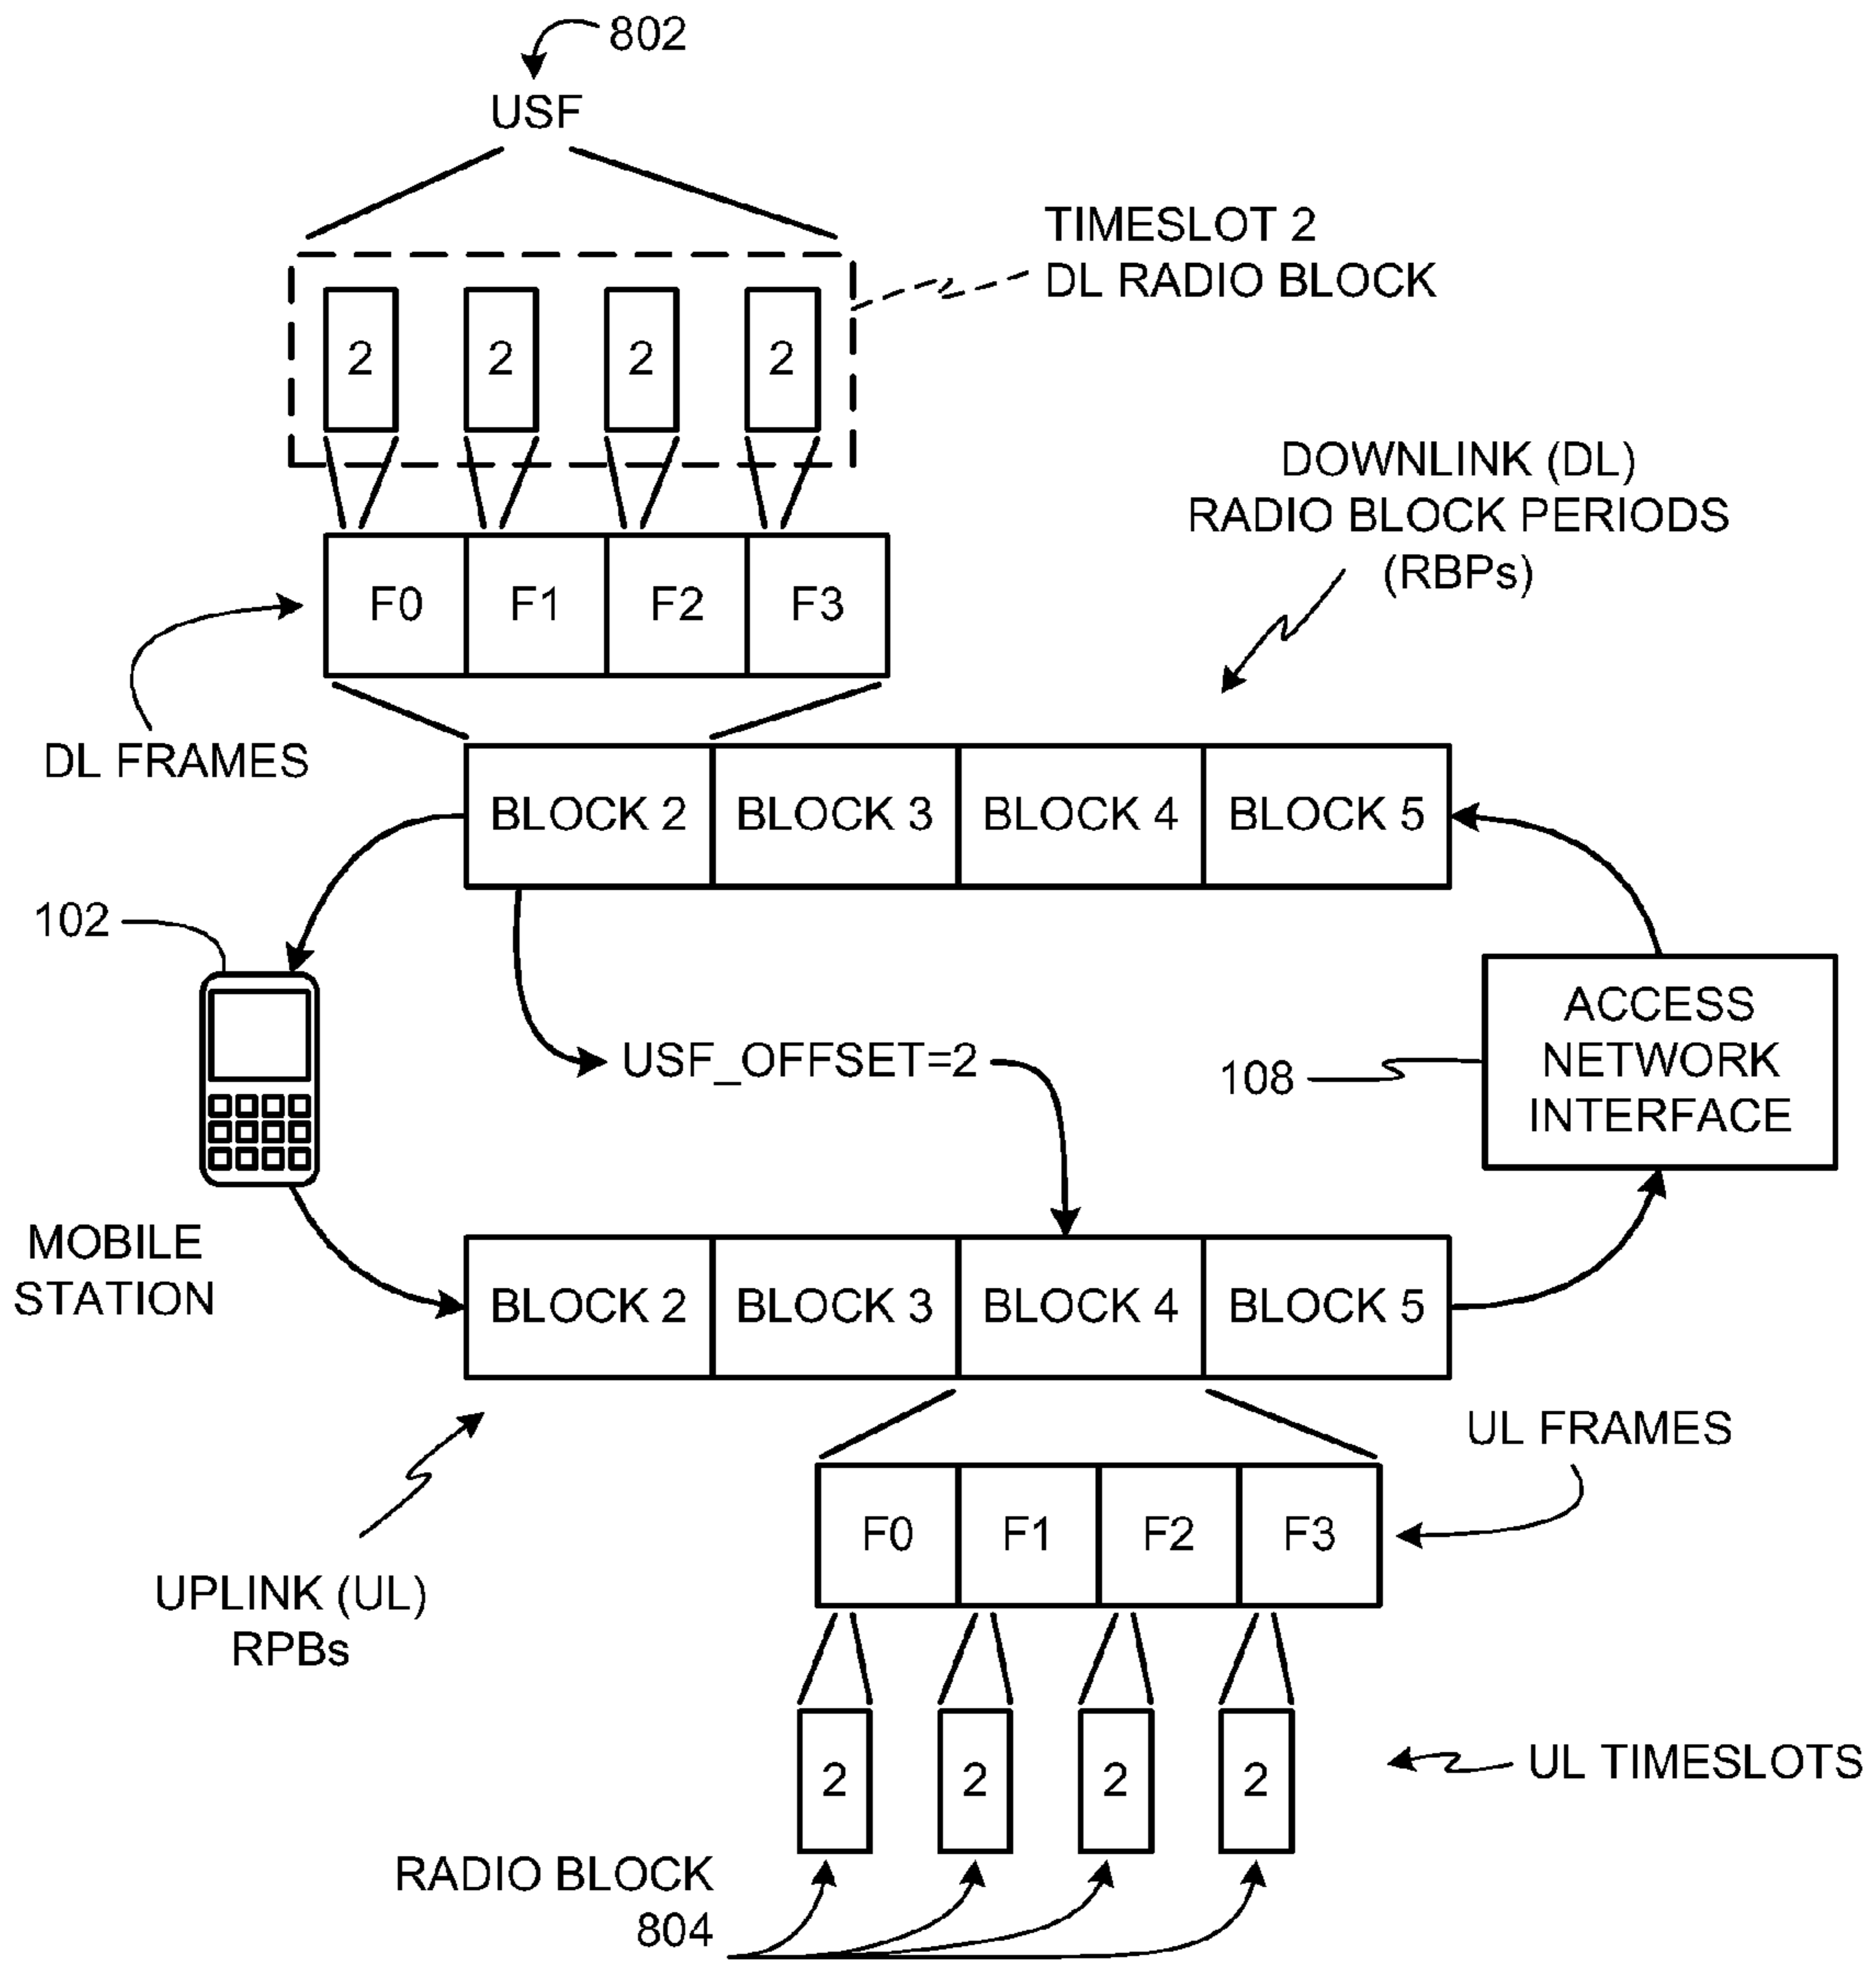 802
USF
TIMESLOT 2
DL RADIO BLOCK
2 2 2 2
DOWNLINK (DL)
RADIO BLOCK PERIODS
(RBPs)
F0 F1 F2 F3
DL FRAMES
BLOCK 2 BLOCK 3 BLOCK 4 BLOCK 5
102
ACCESS
NETWORK
INTERFACE
USF_OFFSET=2
108
MOBILE
STATION
BLOCK 2 BLOCK 3 BLOCK 4 BLOCK 5
UL FRAMES
F0 F1 F2 F3
UPLINK (UL)
RPBs
2 2 2 2
UL TIMESLOTS
RADIO BLOCK
804